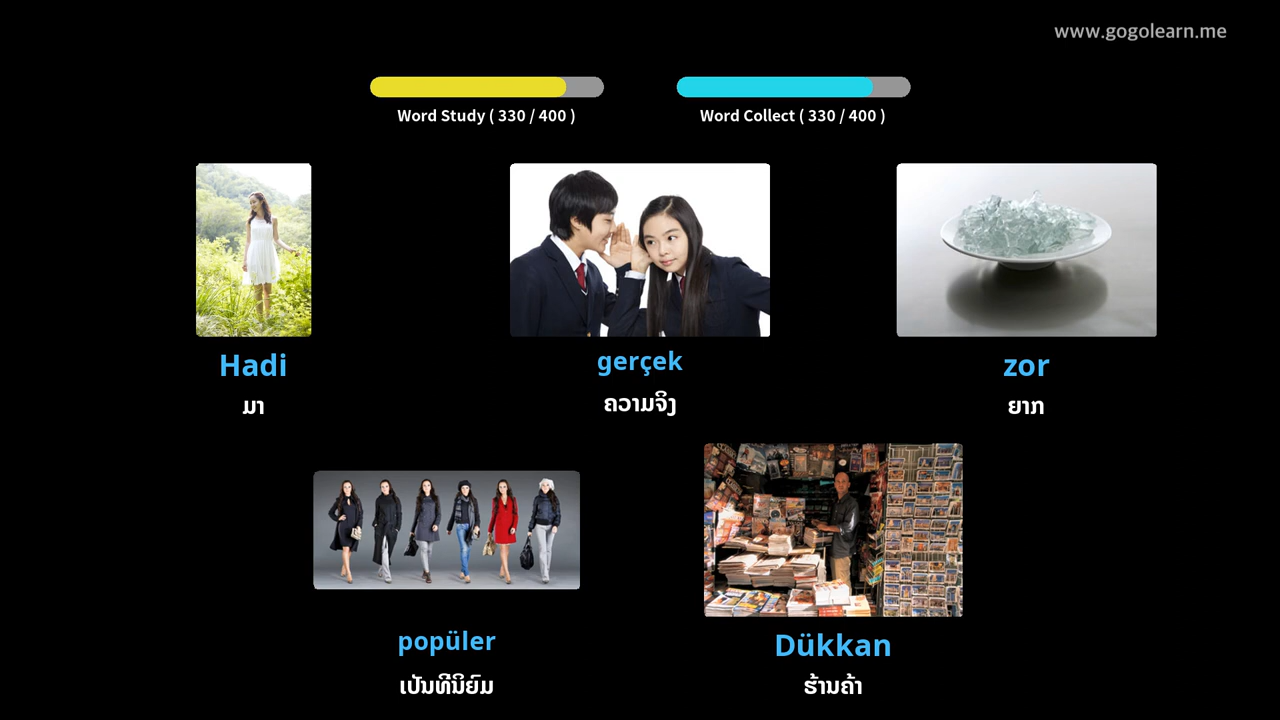 www.gogolearn.me
Word Study ( 330 / 400 )
Word Collect ( 330 / 400 )
Hadi
ມາ
gerçek
ຄວາມຈິງ
zor
ຍາກ
popüler
ເປັນທີນິຍົມ
Dükkan
ຮ້ານຄ້າ